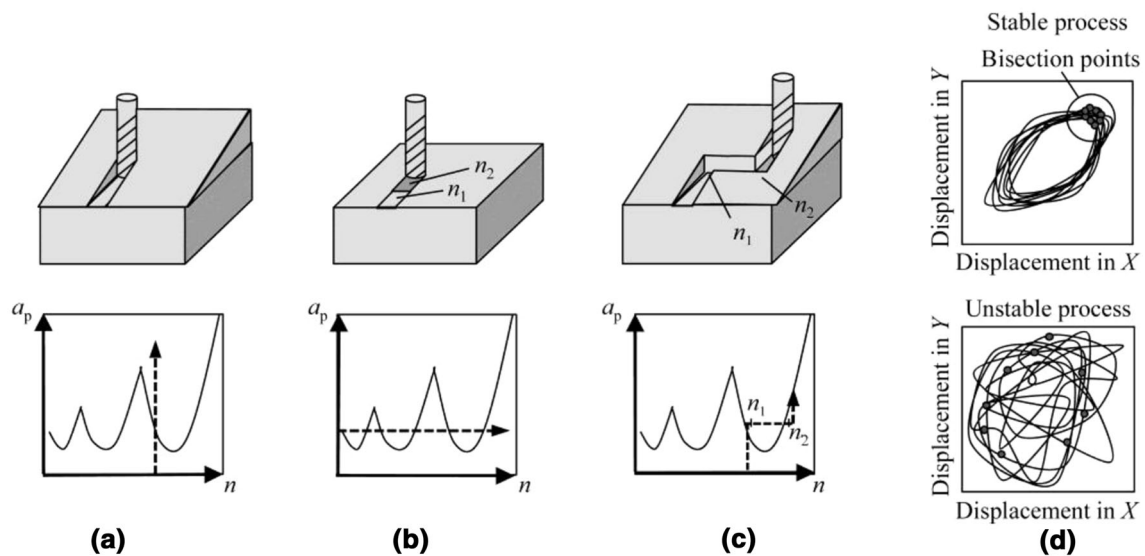 n₂
n₁
n₁
n₂
aₚ
n
(a)
aₚ
n
(b)
aₚ
n₁
n₂
n
(c)
Stable process
Bisection points
Displacement in Y
Displacement in X
Unstable process
Displacement in Y
Displacement in X
(d)